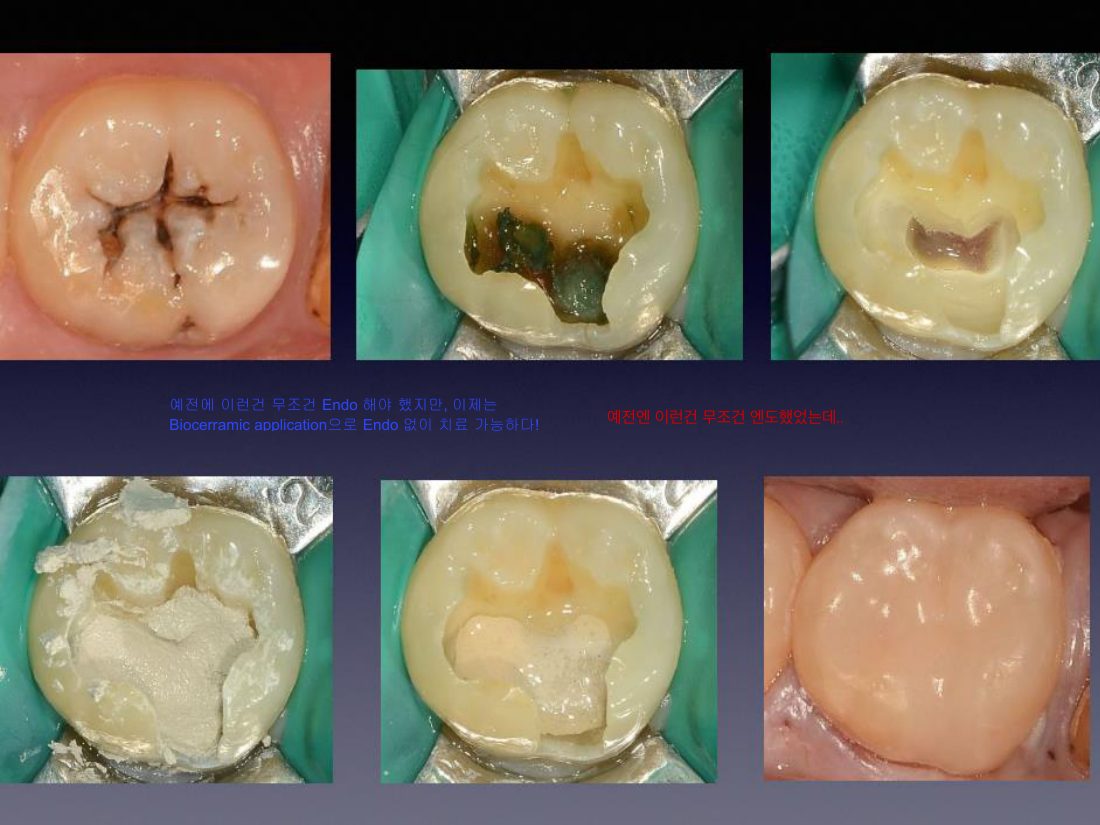 예전에 이런건 무조건 Endo 해야 했지만, 이제는
Biocerramic application으로 Endo 없이 치료 가능하다!
예전엔 이런건 무조건 엔도했었는데..